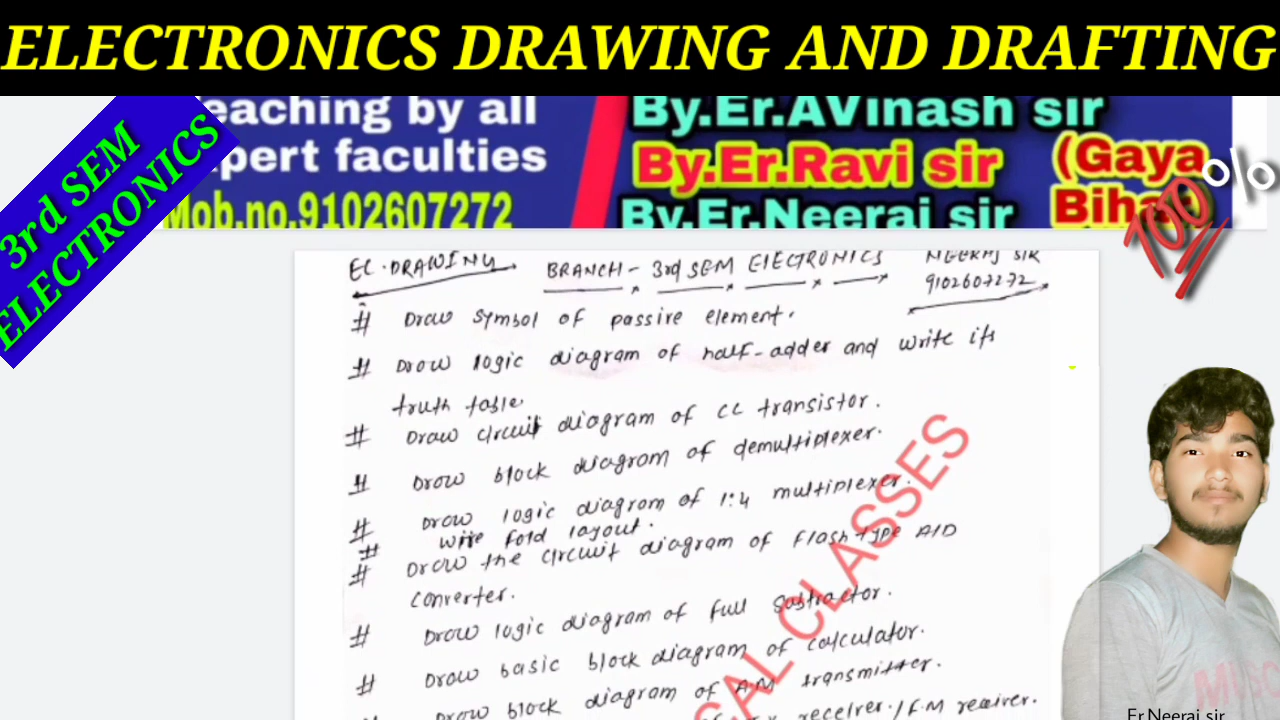 ELECTRONICS DRAWING AND DRAFTING
3rd SEM
ELECTRONICS
eaching by all
pert faculties
Mob.no.9102607272
By.Er.AVinash sir
By.Er.Ravi sir
(Gaya
By.Er.Neeraj sir
100%
EC.DRAWING
BRANCH - 3rd SEM ELECTRONICS
NEERAJ SIR
9102607272
# Draw symbol of passive element.
# Draw logic diagram of half-adder and write its
truth table
# Draw circuit diagram of CC transistor.
# Draw block diagram of demultiplexer.
# Draw logic diagram of 1:4 multiplexer.
# write fold layout.
# Draw the circuit diagram of flash type A/D
converter.
# Draw logic diagram of full subtractor.
# Draw basic block diagram of calculator.
Draw block diagram of AM transmitter.
receiver./F.M receiver.
CAL CLASSES
MUSC
Er.Neeraj sir